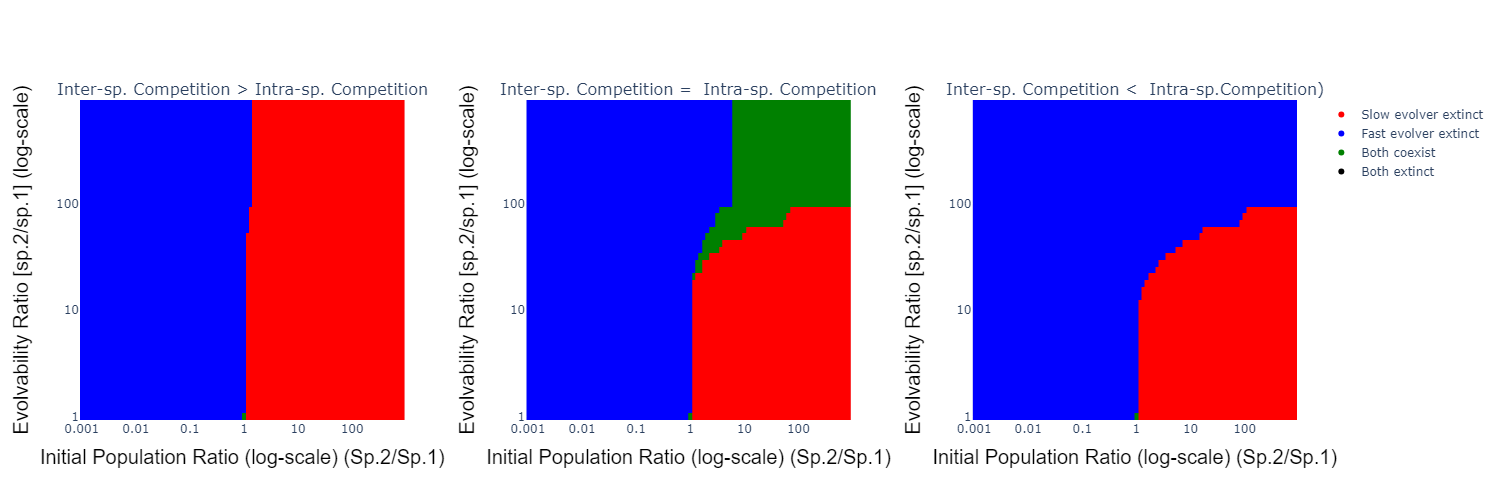 Inter-sp. Competition > Intra-sp. Competition
Evolvability Ratio [sp.2/sp.1] (log-scale)
100
10
1
0.001 0.01 0.1 1 10 100
Initial Population Ratio (log-scale) (Sp.2/Sp.1)
Inter-sp. Competition = Intra-sp. Competition
Evolvability Ratio [sp.2/sp.1] (log-scale)
100
10
1
0.001 0.01 0.1 1 10 100
Initial Population Ratio (log-scale) (Sp.2/Sp.1)
Inter-sp. Competition < Intra-sp.Competition)
Evolvability Ratio [sp.2/sp.1] (log-scale)
100
10
1
0.001 0.01 0.1 1 10 100
Initial Population Ratio (log-scale) (Sp.2/Sp.1)
Slow evolver extinct
Fast evolver extinct
Both coexist
Both extinct